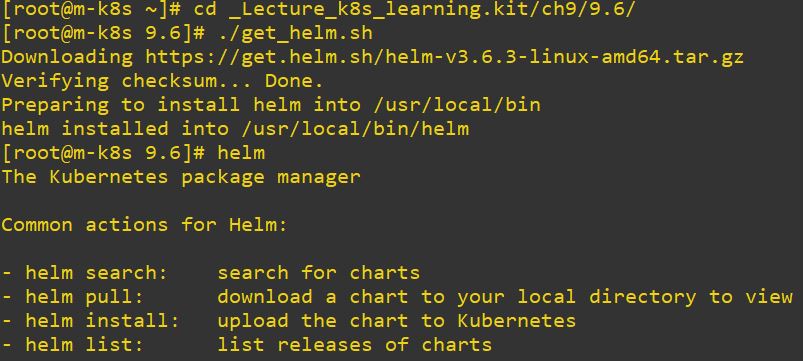 [root@m-k8s ~]# cd _Lecture_k8s_learning.kit/ch9/9.6/
[root@m-k8s 9.6]# ./get_helm.sh
Downloading https://get.helm.sh/helm-v3.6.3-linux-amd64.tar.gz
Verifying checksum... Done.
Preparing to install helm into /usr/local/bin
helm installed into /usr/local/bin/helm
[root@m-k8s 9.6]# helm
The Kubernetes package manager
Common actions for Helm:
- helm search:    search for charts
- helm pull:      download a chart to your local directory to view
- helm install:   upload the chart to Kubernetes
- helm list:      list releases of charts